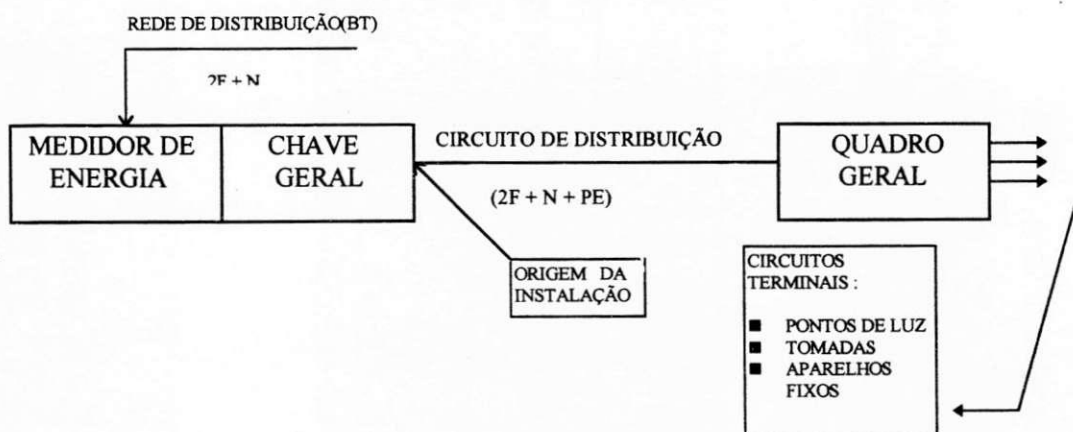 REDE DE DISTRIBUIÇÃO(BT)
2F + N
MEDIDOR DE
ENERGIA
CHAVE
GERAL
CIRCUITO DE DISTRIBUIÇÃO
(2F + N + PE)
QUADRO
GERAL
ORIGEM DA
INSTALAÇÃO
CIRCUITOS
TERMINAIS :
■ PONTOS DE LUZ
■ TOMADAS
■ APARELHOS
FIXOS